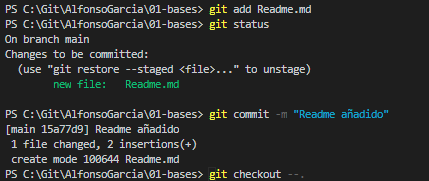 PS C:\Git\AlfonsoGarcia\01-bases> git add Readme.md
PS C:\Git\AlfonsoGarcia\01-bases> git status
On branch main
Changes to be committed:
  (use "git restore --staged <file>..." to unstage)
        new file:   Readme.md

PS C:\Git\AlfonsoGarcia\01-bases> git commit -m "Readme añadido"
[main 15a77d9] Readme añadido
 1 file changed, 2 insertions(+)
 create mode 100644 Readme.md
PS C:\Git\AlfonsoGarcia\01-bases> git checkout --.